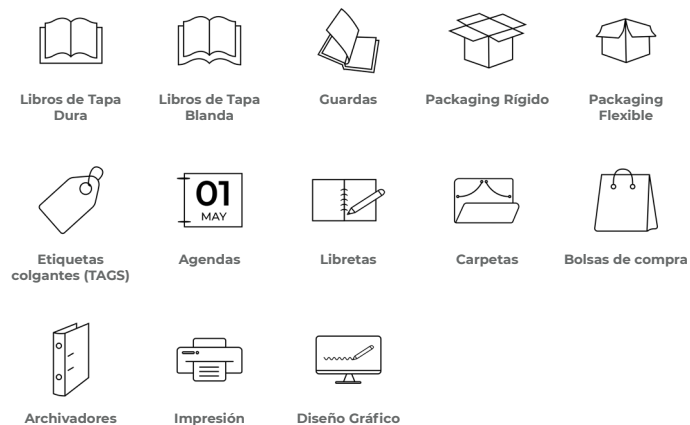 Libros de Tapa
Dura
Libros de Tapa
Blanda
Guardas
Packaging Rígido
Packaging
Flexible
Etiquetas
colgantes (TAGS)
01
MAY
Agendas
Libretas
Carpetas
Bolsas de compra
Archivadores
Impresión
Diseño Gráfico